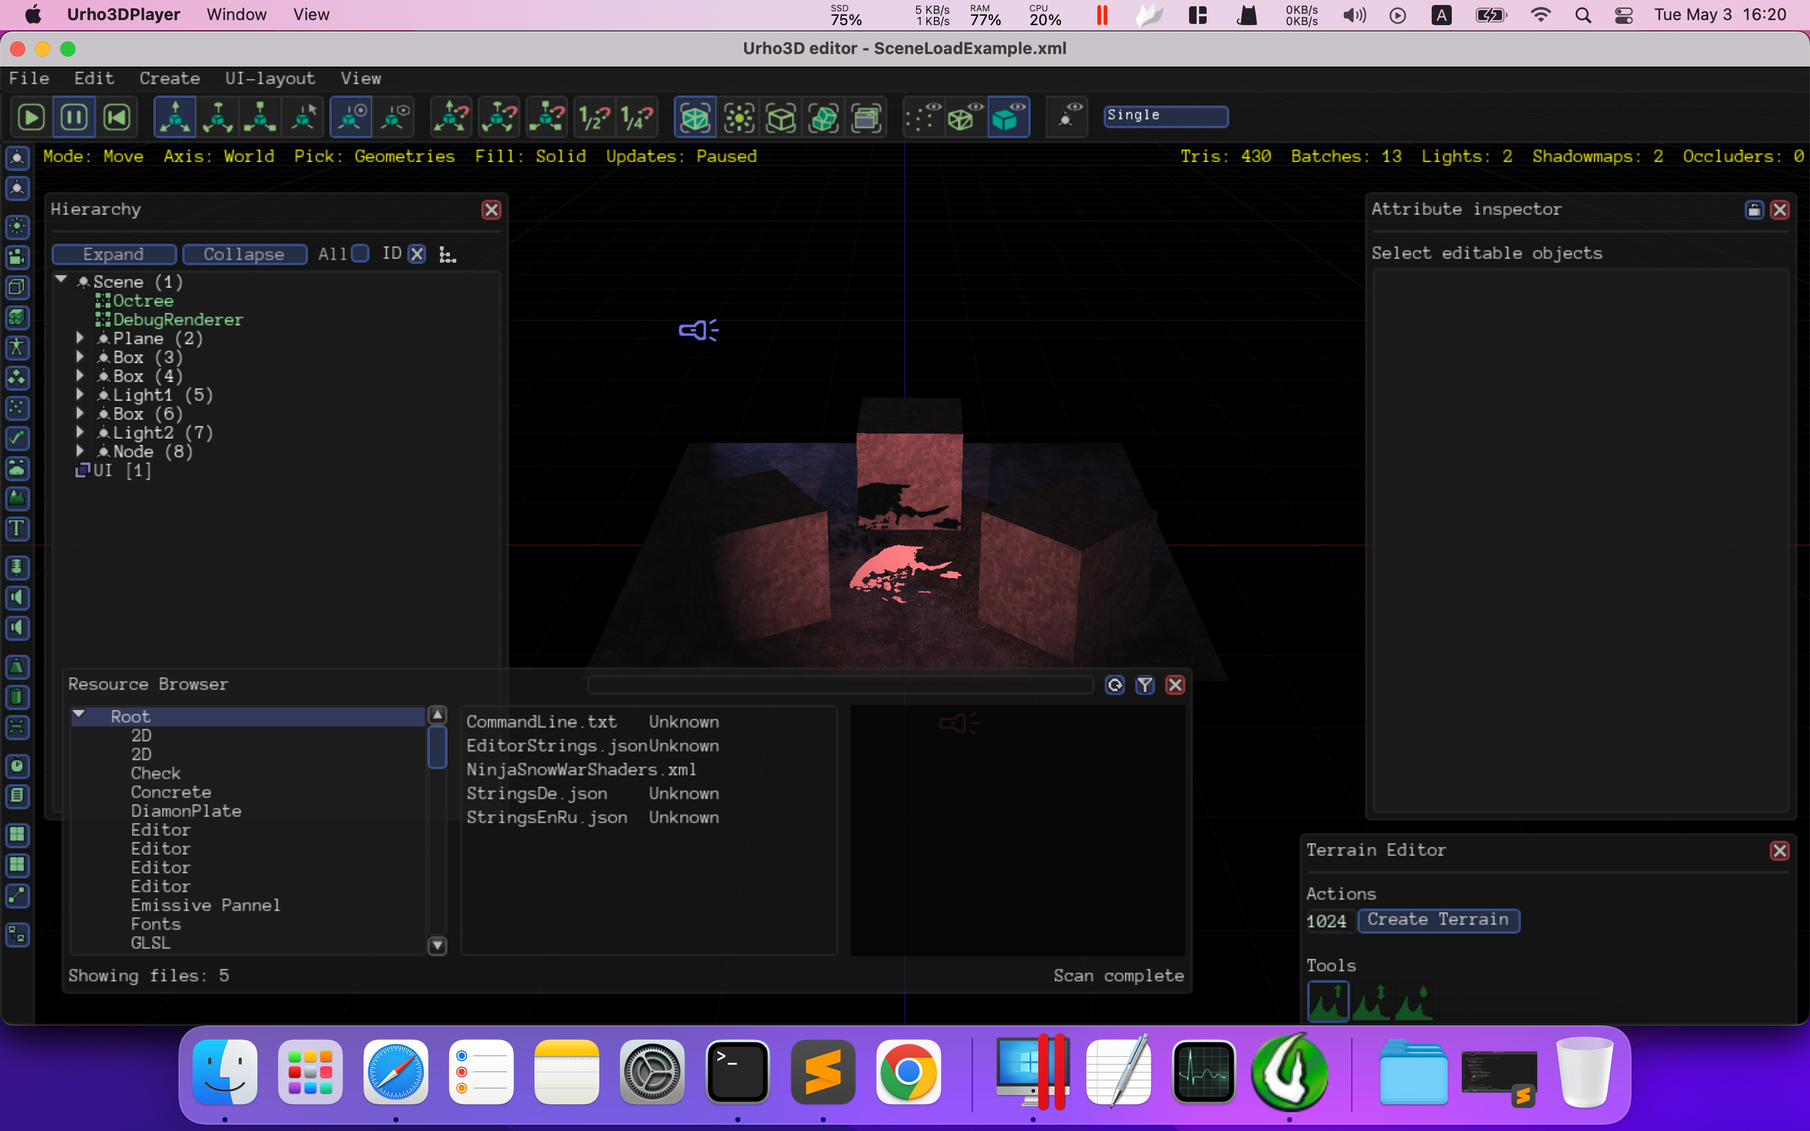 Urho3DPlayer Window View SSD 75% 5 KB/s 1 KB/s RAM 77% CPU 20% 0KB/s 0KB/s A Tue May 3 16:20
Urho3D editor - SceneLoadExample.xml
File Edit Create UI-layout View
1/2? 1/4? Single
Mode: Move Axis: World Pick: Geometries Fill: Solid Updates: Paused Tris: 430 Batches: 13 Lights: 2 Shadowmaps: 2 Occluders: 0
Hierarchy
Expand Collapse All ID X
Scene (1)
Octree
DebugRenderer
Plane (2)
Box (3)
Box (4)
Light1 (5)
Box (6)
Light2 (7)
Node (8)
UI [1]
T
Attribute inspector
Select editable objects
Resource Browser
Root
2D
2D
Check
Concrete
DiamonPlate
Editor
Editor
Editor
Editor
Emissive Pannel
Fonts
GLSL
CommandLine.txt Unknown
EditorStrings.json Unknown
NinjaSnowWarShaders.xml
StringsDe.json Unknown
StringsEnRu.json Unknown
Showing files: 5 Scan complete
Terrain Editor
Actions
1024 Create Terrain
Tools
>_